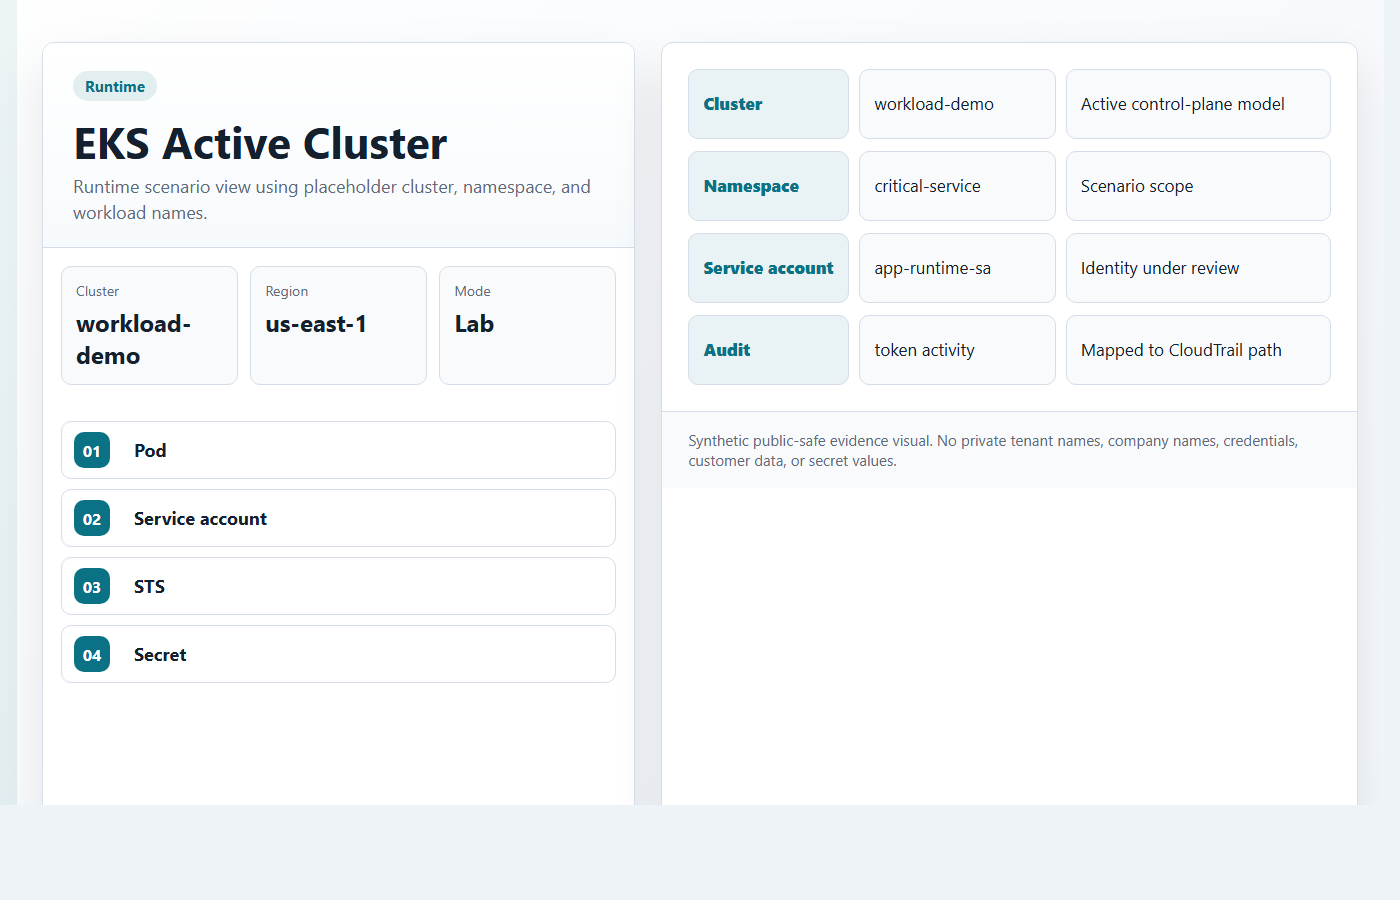 Runtime
EKS Active Cluster
Runtime scenario view using placeholder cluster, namespace, and
workload names.
Cluster
workload-
demo
Region
us-east-1
Mode
Lab
01 Pod
02 Service account
03 STS
04 Secret
Cluster workload-demo Active control-plane model
Namespace critical-service Scenario scope
Service account app-runtime-sa Identity under review
Audit token activity Mapped to CloudTrail path
Synthetic public-safe evidence visual. No private tenant names, company names, credentials,
customer data, or secret values.